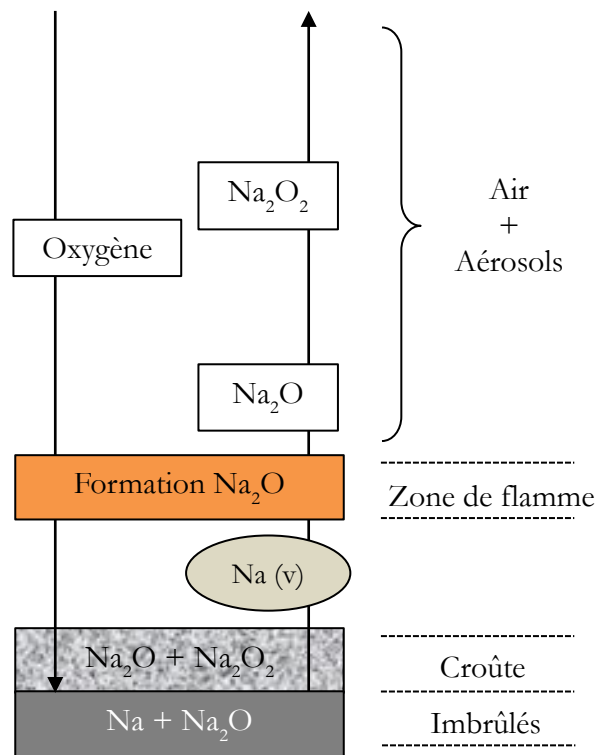 Na₂O₂
Oxygène
Air
+
Aérosols
Na₂O
Formation Na₂O
Zone de flamme
Na (v)
Na₂O + Na₂O₂
Croûte
Na + Na₂O
Imbrûlés